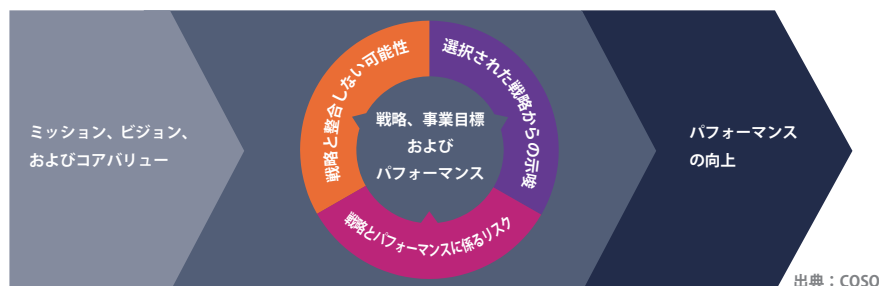 ミッション、ビジョン、
およびコアバリュー
戦略と整合しない可能性
選択された戦略からの示唆
戦略、事業目標
および
パフォーマンス
戦略とパフォーマンスに係るリスク
パフォーマンス
の向上
出典：COSO